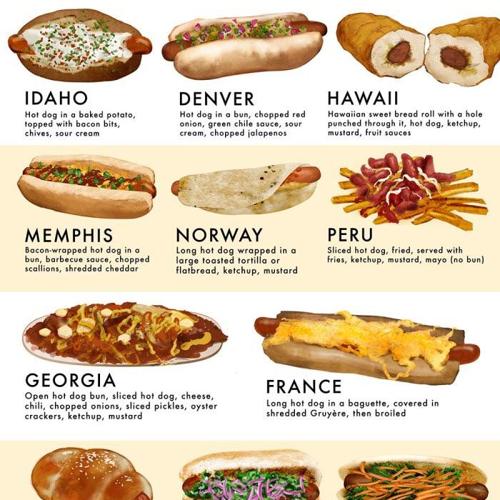 IDAHO
Hot dog in a baked potato,
topped with bacon bits,
chives, sour cream
DENVER
Hot dog in a bun, chopped red
onion, green chile sauce, sour
cream, chopped jalapenos
HAWAII
Hawaiian sweet bread roll with a hole
punched through it, hot dog, ketchup,
mustard, fruit sauces
MEMPHIS
Bacon-wrapped hot dog in a
bun, barbecue sauce, chopped
scallions, shredded cheddar
NORWAY
Long hot dog wrapped in a
large toasted tortilla or
flatbread, ketchup, mustard
PERU
Sliced hot dog, fried, served with
fries, ketchup, mustard, mayo (no bun)
GEORGIA
Open hot dog bun, sliced hot dog, cheese,
chili, chopped onions, sliced pickles, oyster
crackers, ketchup, mustard
FRANCE
Long hot dog in a baguette, covered in
shredded Gruyère, then broiled